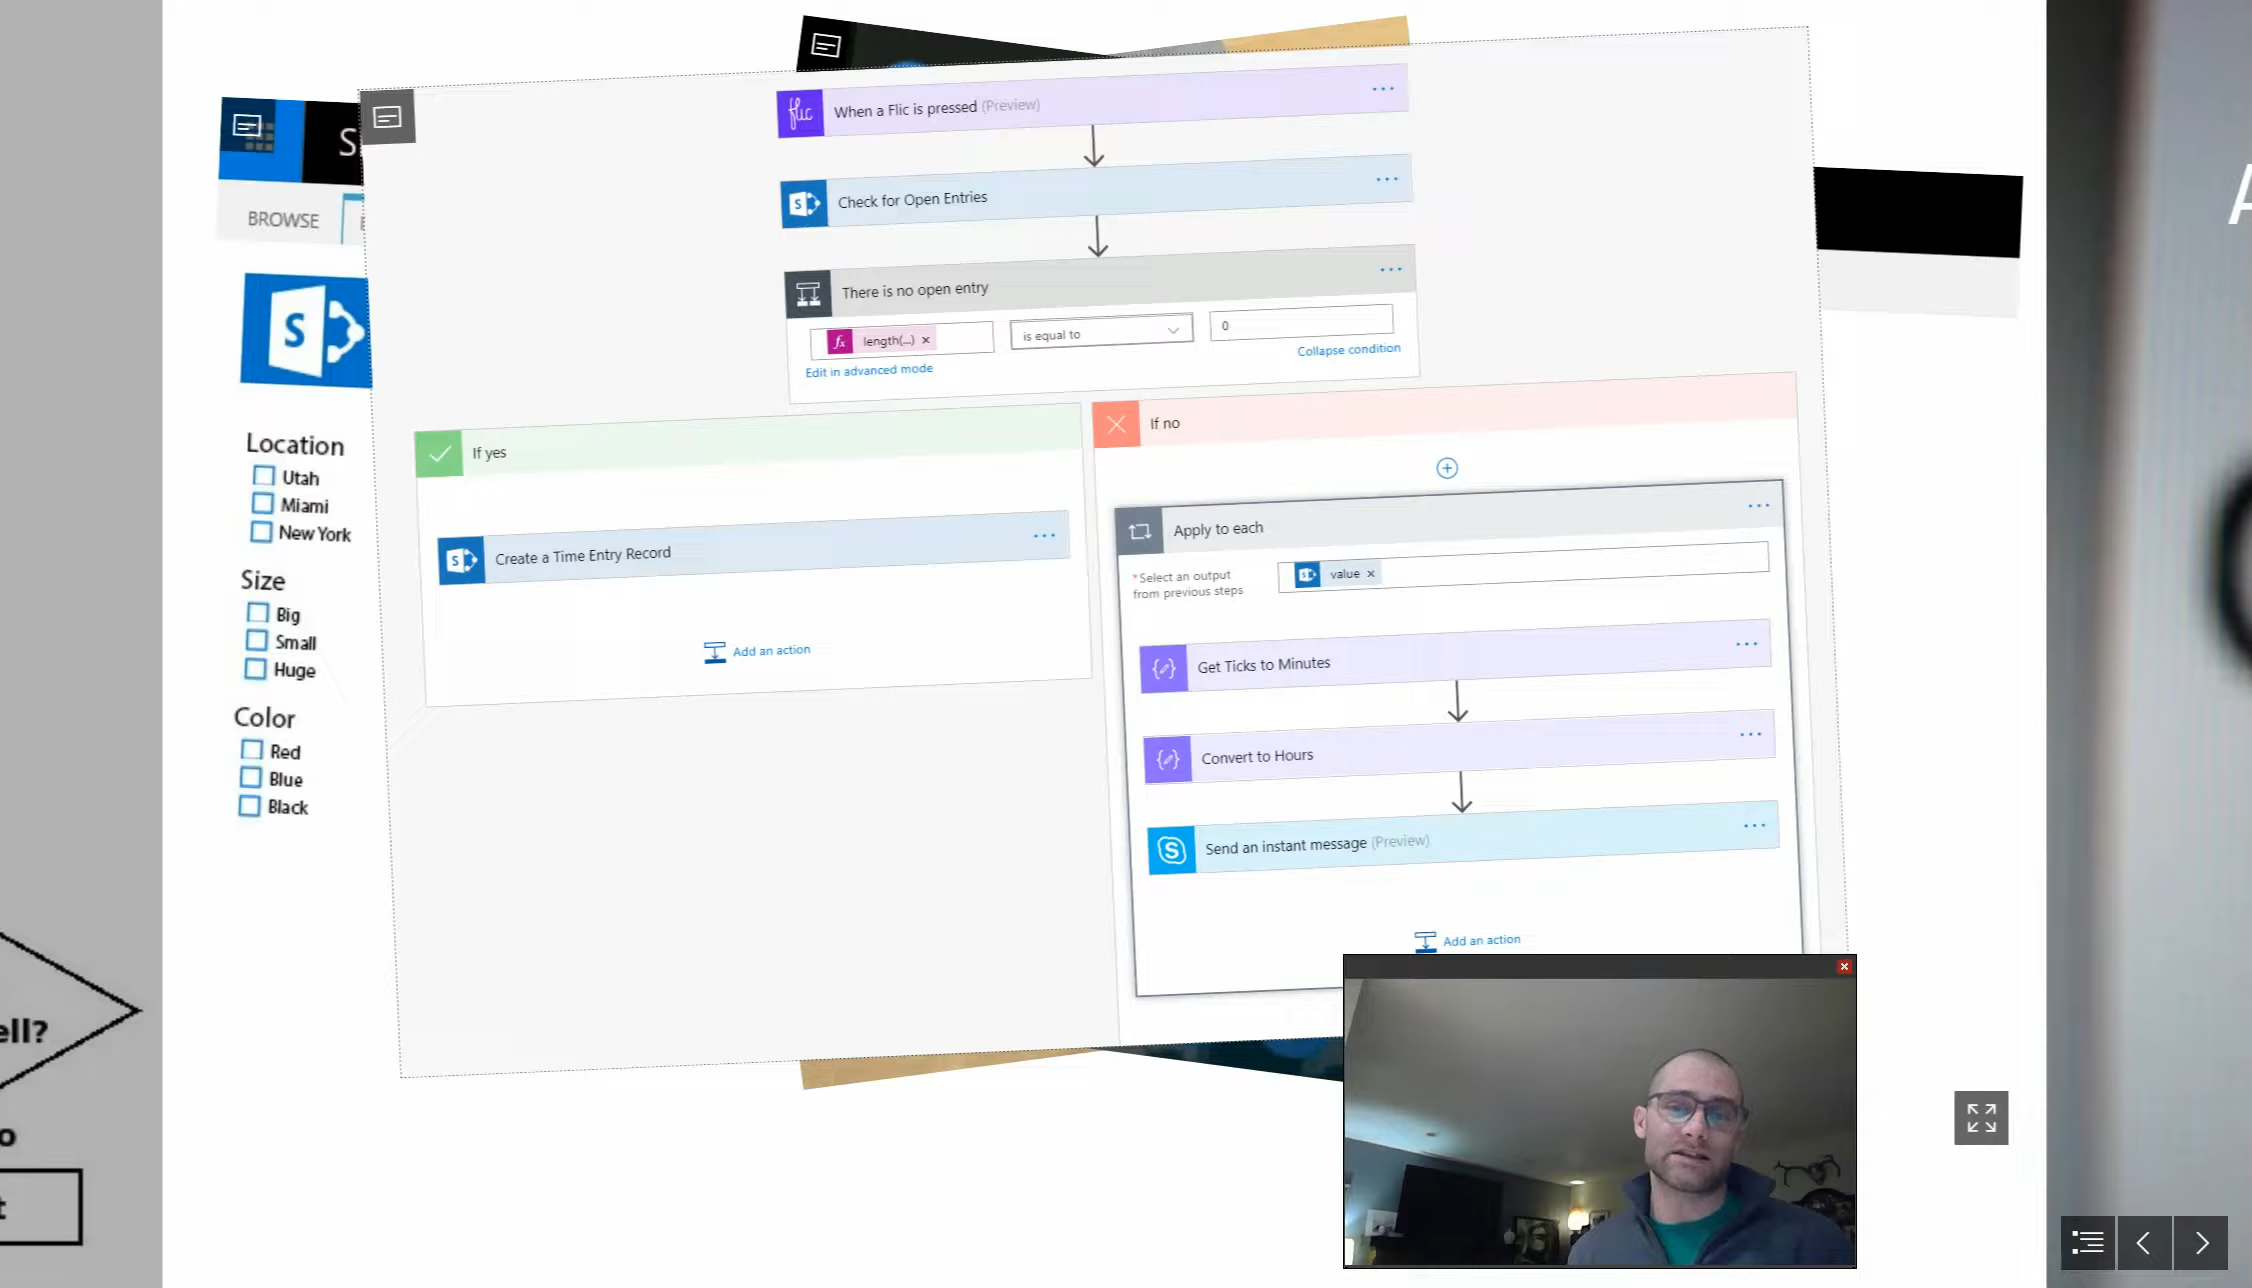 When a Flic is pressed (Preview)
flic
Check for Open Entries
There is no open entry
fx length(...) ×
is equal to
0
Edit in advanced mode
Collapse condition
If yes
Create a Time Entry Record
Add an action
If no
Apply to each
*Select an output
from previous steps
value ×
Get Ticks to Minutes
Convert to Hours
Send an instant message (Preview)
Add an action
S
BROWSE
S
Location
Utah
Miami
New York
Size
Big
Small
Huge
Color
Red
Blue
Black
ell?
o
t
A